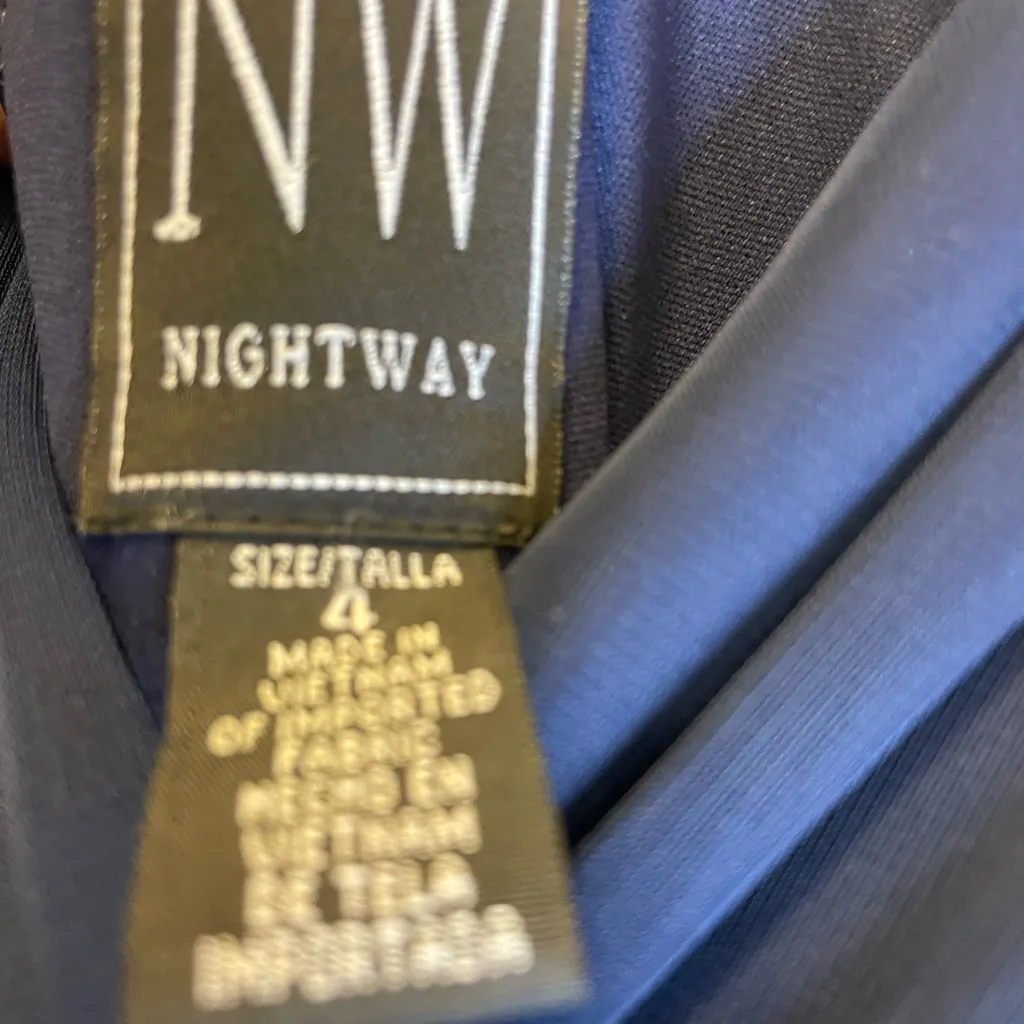 NW
NIGHTWAY
SIZE/TALLA
4
MADE IN
VIETNAM
OF IMPORTED
FABRIC
HECHO EN
VIETNAM
DE TELA
IMPORTADA